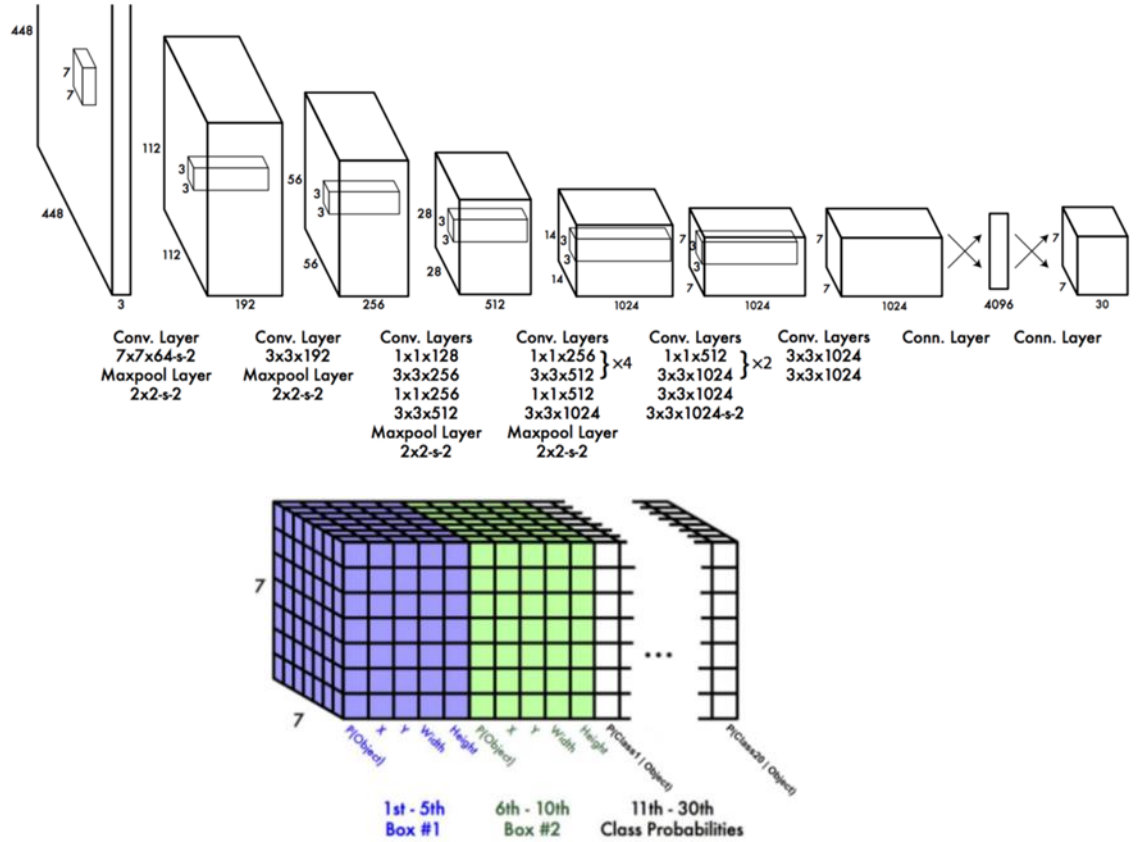 448
7
7
448
3
112
3
3
112
192
56
3
3
56
256
28
3
3
28
512
14
3
3
14
1024
7
3
3
7
1024
7
7
1024
4096
7
7
30
Conv. Layer
7x7x64-s-2
Maxpool Layer
2x2-s-2
Conv. Layer
3x3x192
Maxpool Layer
2x2-s-2
Conv. Layers
1x1x128
3x3x256
1x1x256
3x3x512
Maxpool Layer
2x2-s-2
Conv. Layers
1x1x256
3x3x512
}×4
1x1x512
3x3x1024
Maxpool Layer
2x2-s-2
Conv. Layers
1x1x512
3x3x1024
}×2
3x3x1024
3x3x1024-s-2
Conv. Layers
3x3x1024
3x3x1024
Conn. Layer
Conn. Layer
7
7
...
P(Object)
X
Y
Width
Height
P(Object)
X
Y
Width
Height
P(Class1 | Object)
P(Class20 | Object)
1st - 5th
Box #1
6th - 10th
Box #2
11th - 30th
Class Probabilities